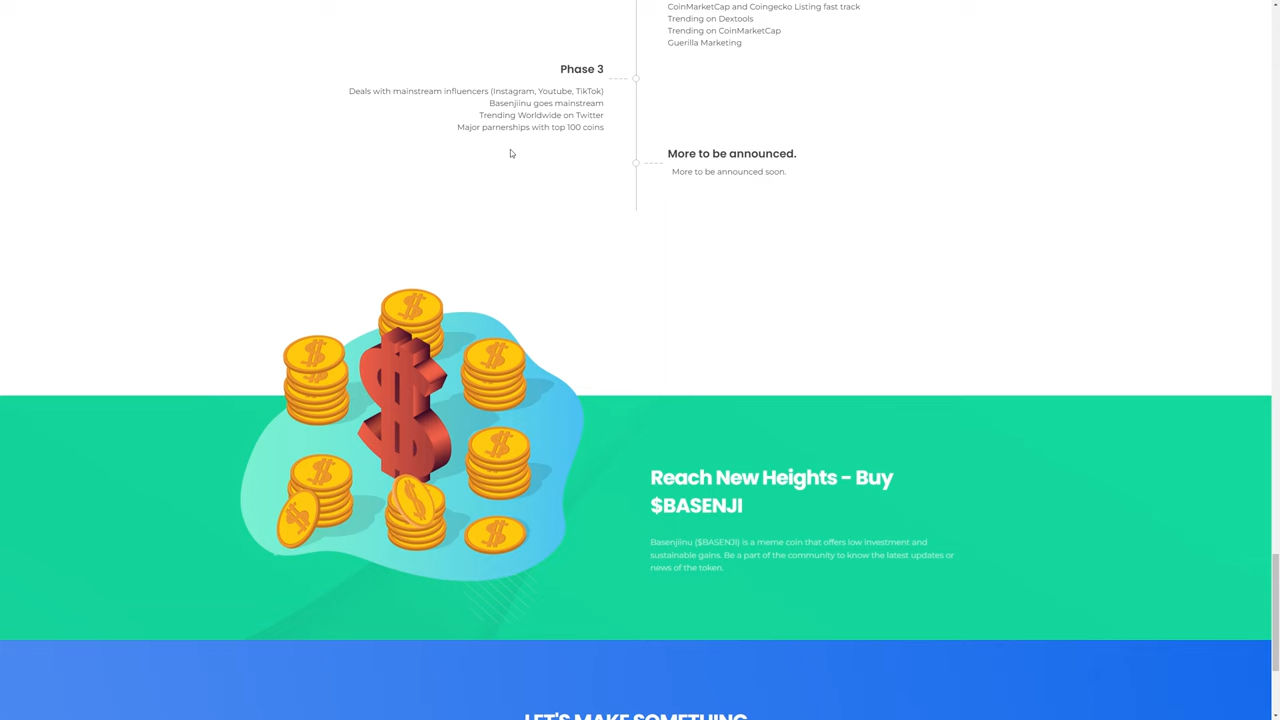 CoinMarketCap and Coingecko Listing fast track
Trending on Dextools
Trending on CoinMarketCap
Guerilla Marketing
Phase 3
Deals with mainstream influencers (Instagram, Youtube, TikTok)
Basenjiinu goes mainstream
Trending Worldwide on Twitter
Major parnerships with top 100 coins
More to be announced.
More to be announced soon.
Reach New Heights - Buy
$BASENJI
Basenjiinu ($BASENJI) is a meme coin that offers low investment and
sustainable gains. Be a part of the community to know the latest updates or
news of the token.
LET'S MAKE SOMETHING